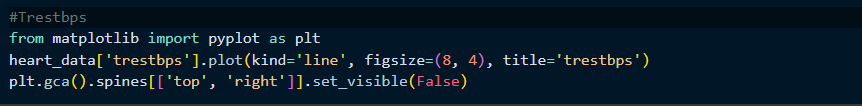 #Trestbps
from matplotlib import pyplot as plt
heart_data['trestbps'].plot(kind='line', figsize=(8, 4), title='trestbps')
plt.gca().spines[['top', 'right']].set_visible(False)